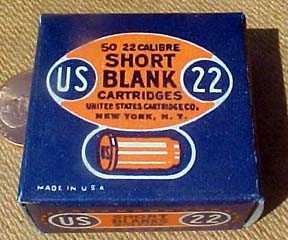 50 22 CALIBRE
SHORT
US BLANK 22
CARTRIDGES
UNITED STATES CARTRIDGE CO.
NEW YORK, N. Y.
MADE IN U S A
US SHORT 22
BLANK